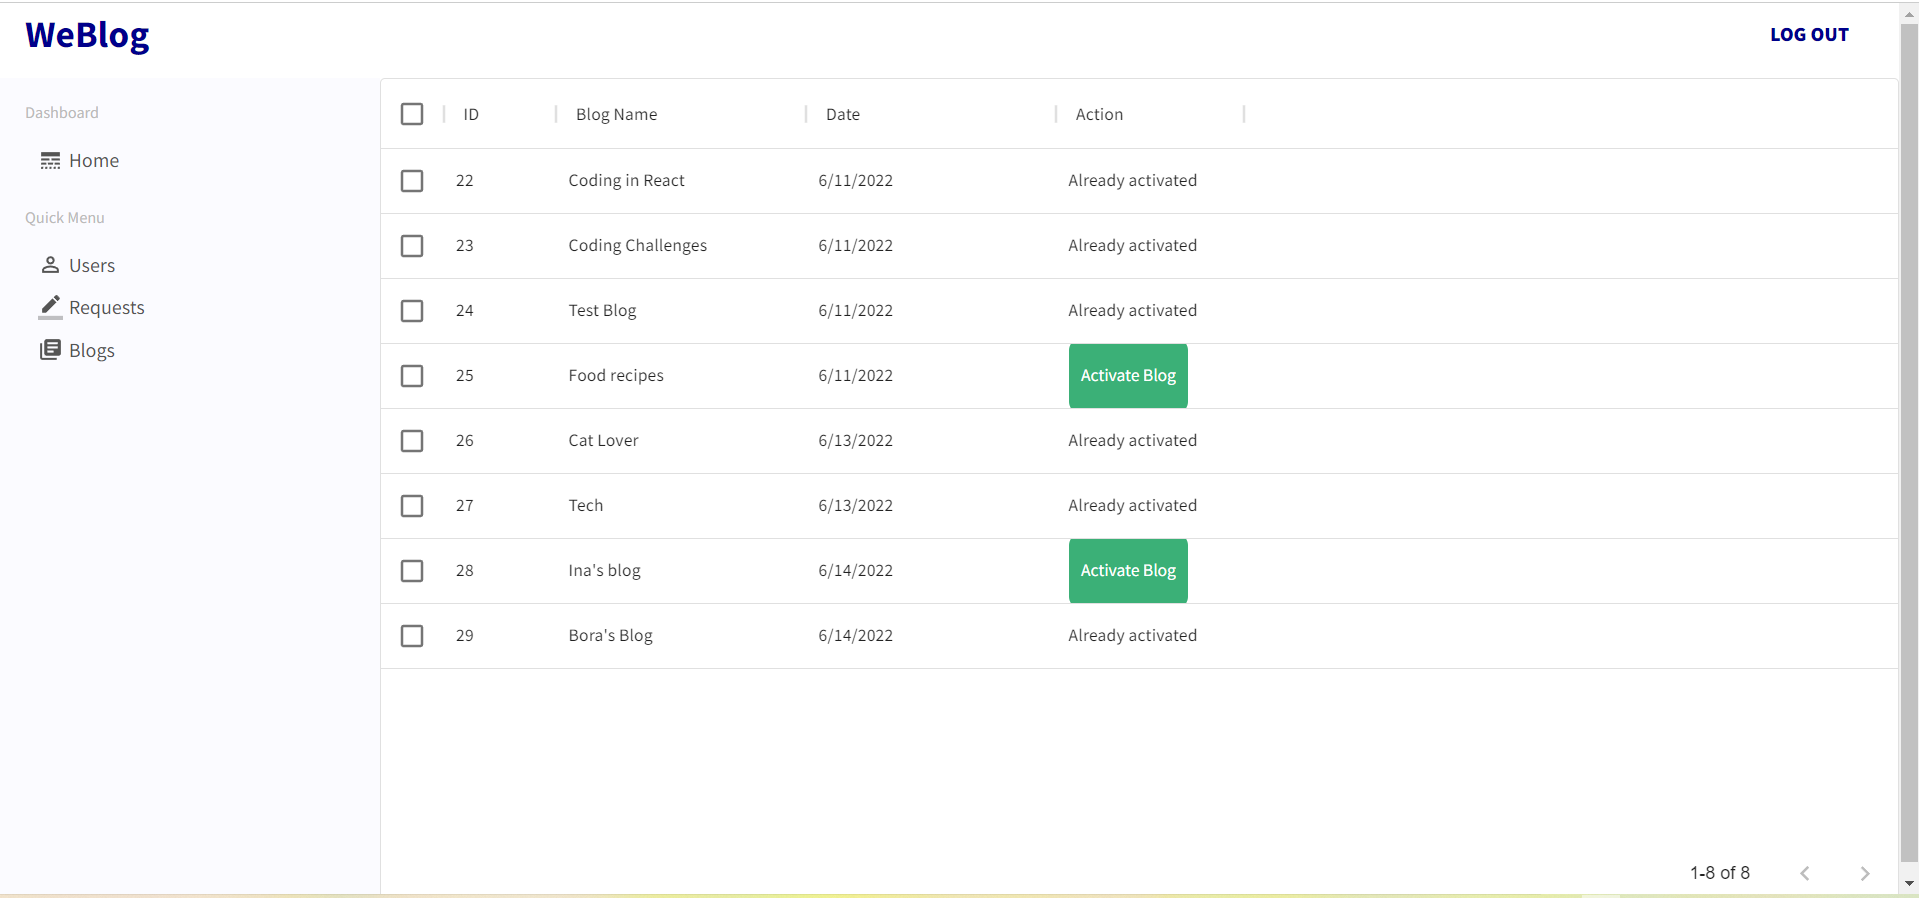 WeBlog
LOG OUT
Dashboard
Home
Quick Menu
Users
Requests
Blogs
ID Blog Name Date Action
22 Coding in React 6/11/2022 Already activated
23 Coding Challenges 6/11/2022 Already activated
24 Test Blog 6/11/2022 Already activated
25 Food recipes 6/11/2022 Activate Blog
26 Cat Lover 6/13/2022 Already activated
27 Tech 6/13/2022 Already activated
28 Ina's blog 6/14/2022 Activate Blog
29 Bora's Blog 6/14/2022 Already activated
1-8 of 8